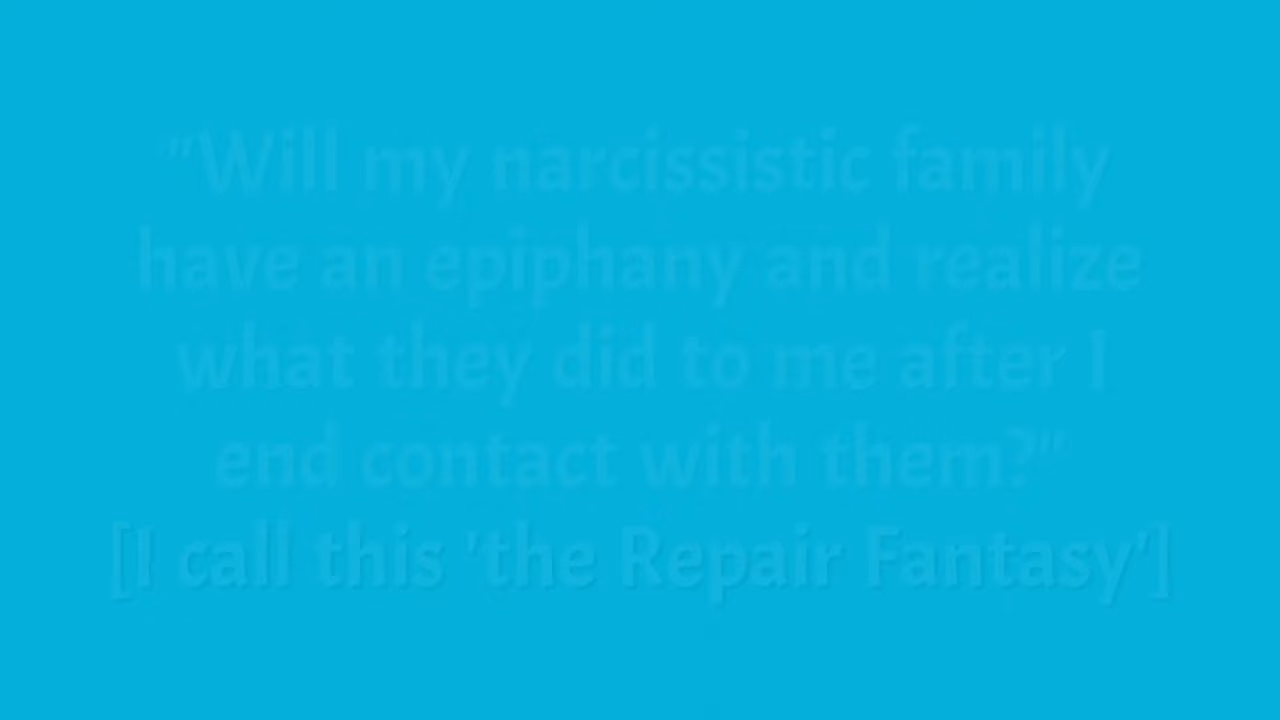 "Will my narcissistic family
have an epiphany and realize
what they did to me after I
end contact with them?"
[I call this 'the Repair Fantasy']